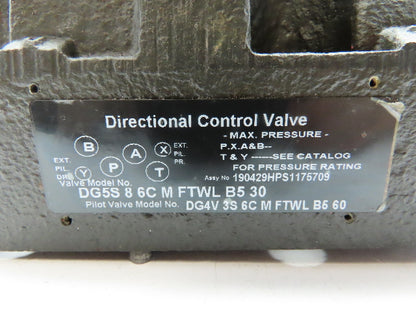 Directional Control Valve
- MAX. PRESSURE -
P.X.A&B--
T & Y ------SEE CATALOG
FOR PRESSURE RATING
B A X
EXT. PIL. PR.
EXT. PIL. DR.
Y P T
Assy No 190429HPS1175709
Valve Model No.
DG5S 8 6C M FTWL B5 30
Pilot Valve Model No. DG4V 3S 6C M FTWL B5 60